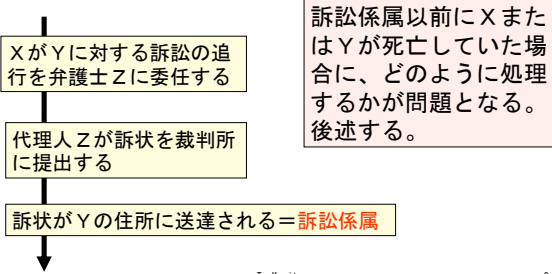 訴訟係属以前にＸまた
はＹが死亡していた場
合に、どのように処理
するかが問題となる。
後述する。
ＸがＹに対する訴訟の追
行を弁護士Ｚに委任する
代理人Ｚが訴状を裁判所
に提出する
訴状がＹの住所に送達される＝訴訟係属